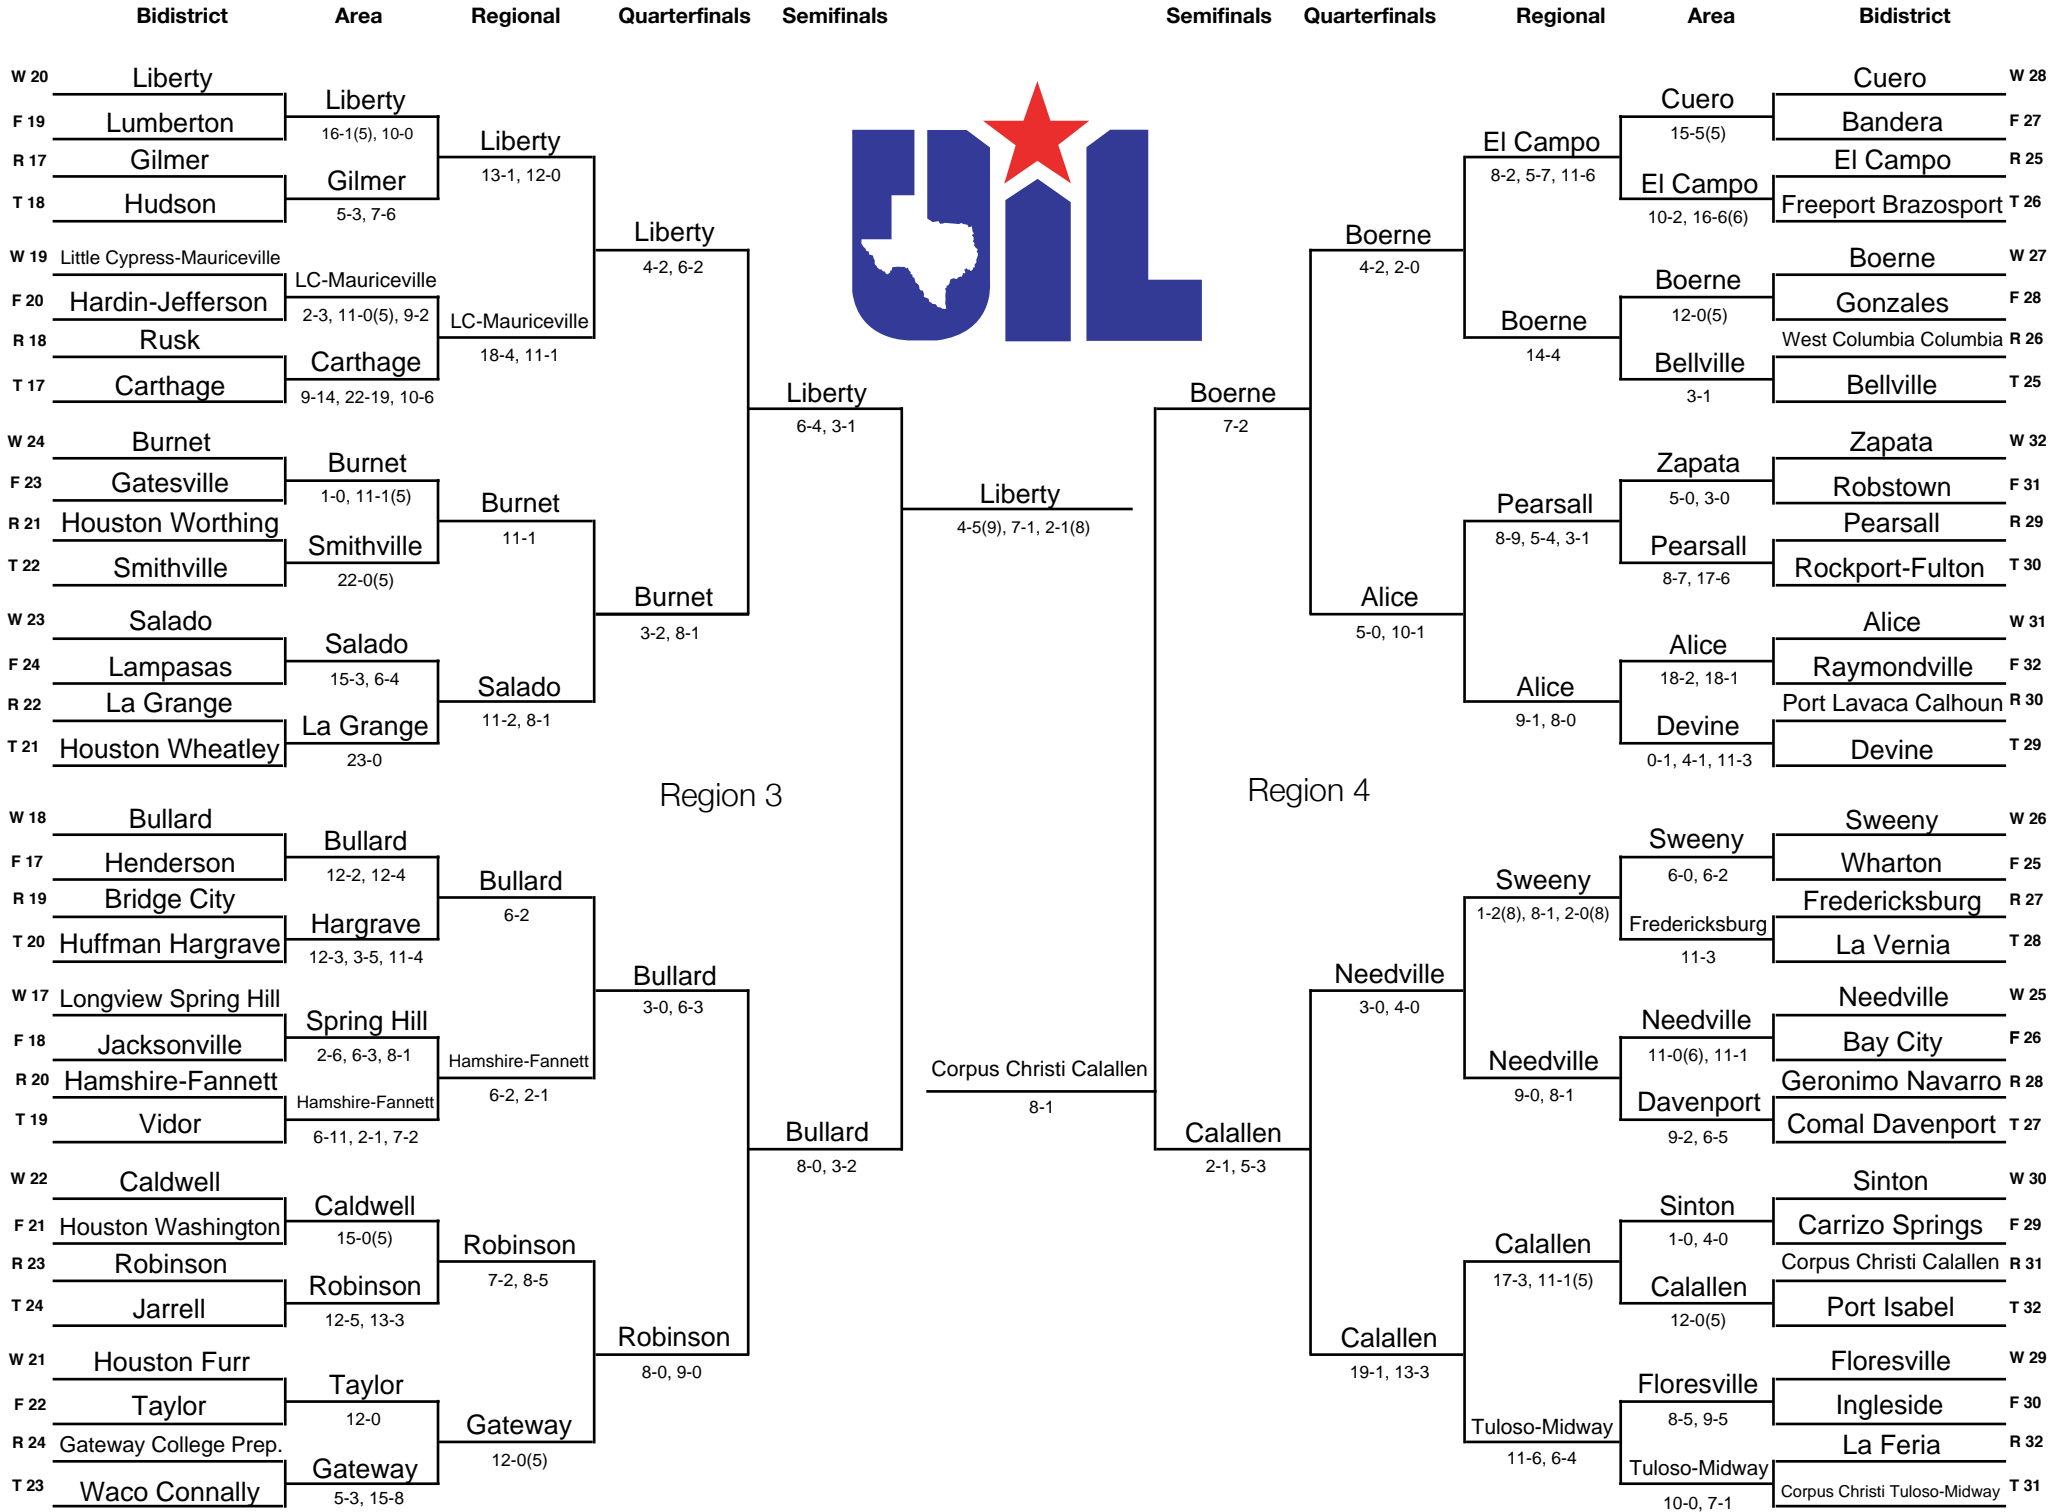 Bidistrict Area Regional Quarterfinals Semifinals Semifinals Quarterfinals Regional Area Bidistrict
W 20 Liberty
F 19 Lumberton
R 17 Gilmer
T 18 Hudson
W 19 Little Cypress-Mauriceville
F 20 Hardin-Jefferson
R 18 Rusk
T 17 Carthage
W 24 Burnet
F 23 Gatesville
R 21 Houston Worthing
T 22 Smithville
W 23 Salado
F 24 Lampasas
R 22 La Grange
T 21 Houston Wheatley
W 18 Bullard
F 17 Henderson
R 19 Bridge City
T 20 Huffman Hargrave
W 17 Longview Spring Hill
F 18 Jacksonville
R 20 Hamshire-Fannett
T 19 Vidor
W 22 Caldwell
F 21 Houston Washington
R 23 Robinson
T 24 Jarrell
W 21 Houston Furr
F 22 Taylor
R 24 Gateway College Prep.
T 23 Waco Connally
Liberty
16-1(5), 10-0
Gilmer
5-3, 7-6
LC-Mauriceville
2-3, 11-0(5), 9-2
Carthage
9-14, 22-19, 10-6
Burnet
1-0, 11-1(5)
Smithville
22-0(5)
Salado
15-3, 6-4
La Grange
23-0
Bullard
12-2, 12-4
Hargrave
12-3, 3-5, 11-4
Spring Hill
2-6, 6-3, 8-1
Hamshire-Fannett
6-11, 2-1, 7-2
Caldwell
15-0(5)
Robinson
12-5, 13-3
Taylor
12-0
Gateway
5-3, 15-8
Liberty
13-1, 12-0
LC-Mauriceville
18-4, 11-1
Burnet
11-1
Salado
11-2, 8-1
Bullard
6-2
Hamshire-Fannett
6-2, 2-1
Robinson
7-2, 8-5
Gateway
12-0(5)
Liberty
4-2, 6-2
Burnet
3-2, 8-1
Region 3
Bullard
3-0, 6-3
Robinson
8-0, 9-0
Liberty
6-4, 3-1
Bullard
8-0, 3-2
UIL
Liberty
4-5(9), 7-1, 2-1(8)
Corpus Christi Calallen
8-1
Boerne
7-2
Calallen
2-1, 5-3
Boerne
4-2, 2-0
Alice
5-0, 10-1
Region 4
Needville
3-0, 4-0
Calallen
19-1, 13-3
El Campo
8-2, 5-7, 11-6
Boerne
14-4
Pearsall
8-9, 5-4, 3-1
Alice
9-1, 8-0
Sweeny
1-2(8), 8-1, 2-0(8)
Needville
9-0, 8-1
Calallen
17-3, 11-1(5)
Tuloso-Midway
11-6, 6-4
Cuero
15-5(5)
El Campo
10-2, 16-6(6)
Boerne
12-0(5)
Bellville
3-1
Zapata
5-0, 3-0
Pearsall
8-7, 17-6
Alice
18-2, 18-1
Devine
0-1, 4-1, 11-3
Sweeny
6-0, 6-2
Fredericksburg
11-3
Needville
11-0(6), 11-1
Davenport
9-2, 6-5
Sinton
1-0, 4-0
Calallen
12-0(5)
Floresville
8-5, 9-5
Tuloso-Midway
10-0, 7-1
Cuero W 28
Bandera F 27
El Campo R 25
Freeport Brazosport T 26
Boerne W 27
Gonzales F 28
West Columbia Columbia R 26
Bellville T 25
Zapata W 32
Robstown F 31
Pearsall R 29
Rockport-Fulton T 30
Alice W 31
Raymondville F 32
Port Lavaca Calhoun R 30
Devine T 29
Sweeny W 26
Wharton F 25
Fredericksburg R 27
La Vernia T 28
Needville W 25
Bay City F 26
Geronimo Navarro R 28
Comal Davenport T 27
Sinton W 30
Carrizo Springs F 29
Corpus Christi Calallen R 31
Port Isabel T 32
Floresville W 29
Ingleside F 30
La Feria R 32
Corpus Christi Tuloso-Midway T 31